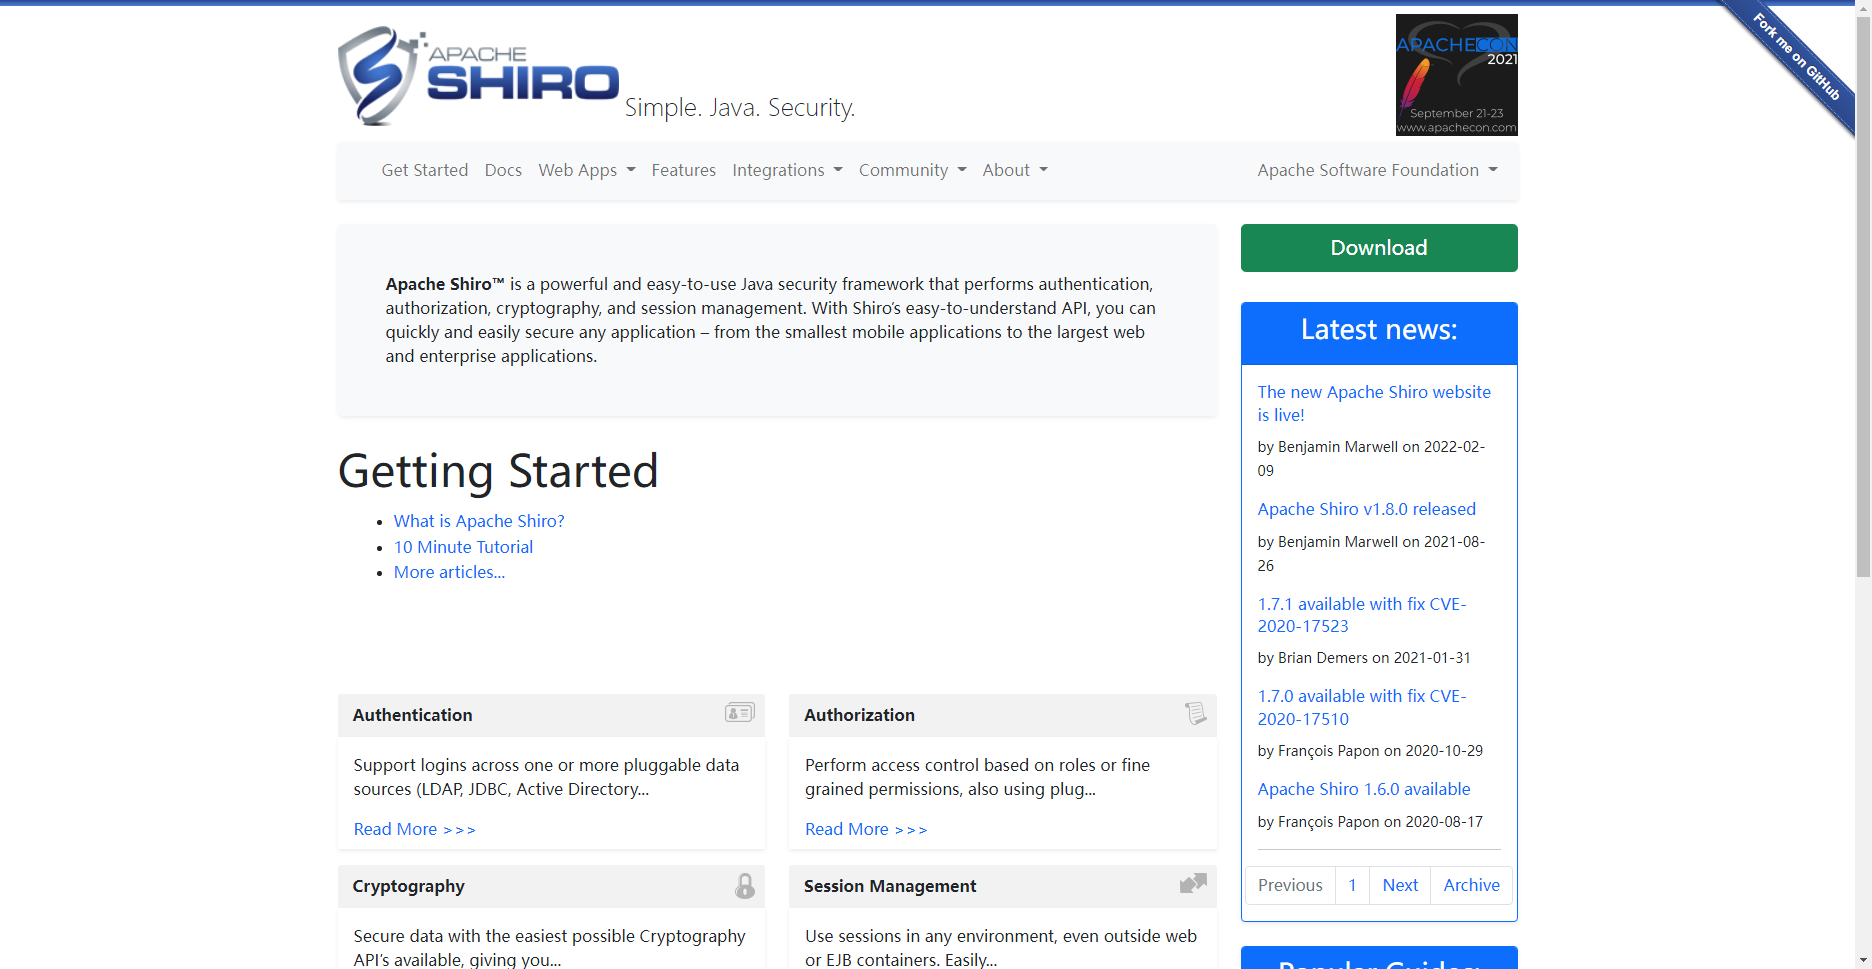 APACHE
SHIRO
Simple. Java. Security.
APACHECON
2021
September 21-23
www.apachecon.com
Fork me on GitHub
Get Started Docs Web Apps Features Integrations Community About Apache Software Foundation
Apache Shiro™ is a powerful and easy-to-use Java security framework that performs authentication,
authorization, cryptography, and session management. With Shiro’s easy-to-understand API, you can
quickly and easily secure any application – from the smallest mobile applications to the largest web
and enterprise applications.
Getting Started
• What is Apache Shiro?
• 10 Minute Tutorial
• More articles...
Authentication
Support logins across one or more pluggable data
sources (LDAP, JDBC, Active Directory...
Read More >>>
Authorization
Perform access control based on roles or fine
grained permissions, also using plug...
Read More >>>
Cryptography
Secure data with the easiest possible Cryptography
API’s available, giving you...
Session Management
Use sessions in any environment, even outside web
or EJB containers. Easily...
Download
Latest news:
The new Apache Shiro website
is live!
by Benjamin Marwell on 2022-02-
09
Apache Shiro v1.8.0 released
by Benjamin Marwell on 2021-08-
26
1.7.1 available with fix CVE-
2020-17523
by Brian Demers on 2021-01-31
1.7.0 available with fix CVE-
2020-17510
by François Papon on 2020-10-29
Apache Shiro 1.6.0 available
by François Papon on 2020-08-17
Previous 1 Next Archive
Popular Guides: